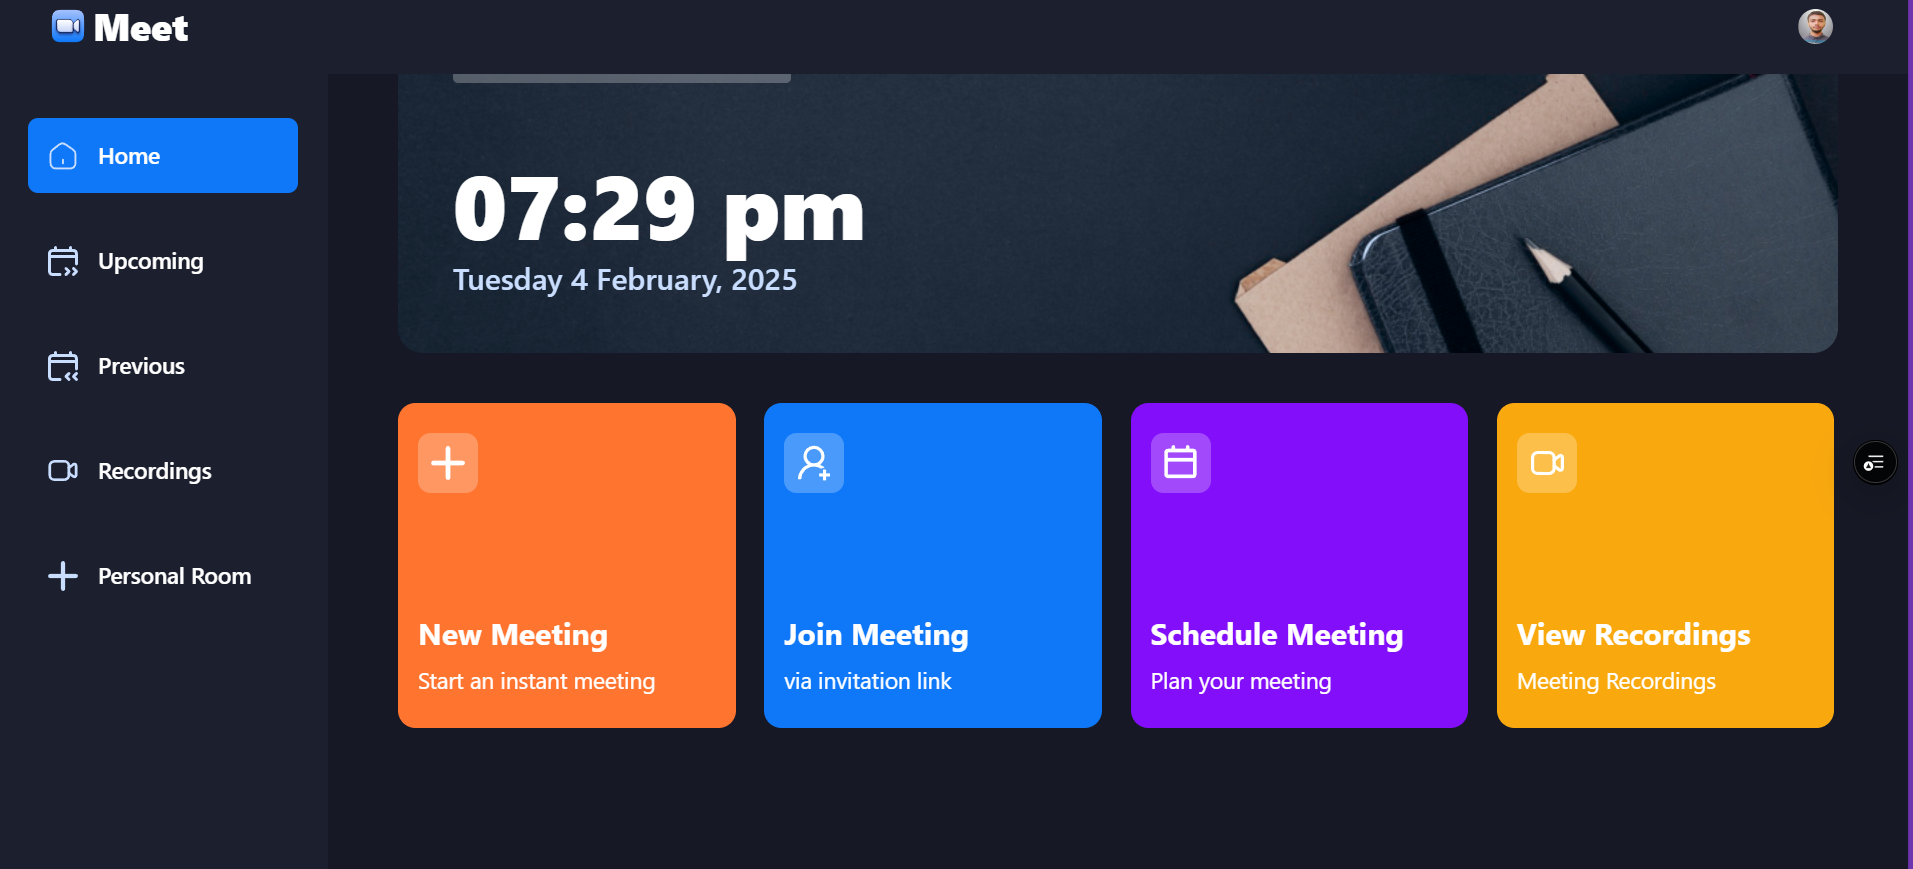 Meet
Home
Upcoming
Previous
Recordings
Personal Room
07:29 pm
Tuesday 4 February, 2025
New Meeting
Start an instant meeting
Join Meeting
via invitation link
Schedule Meeting
Plan your meeting
View Recordings
Meeting Recordings